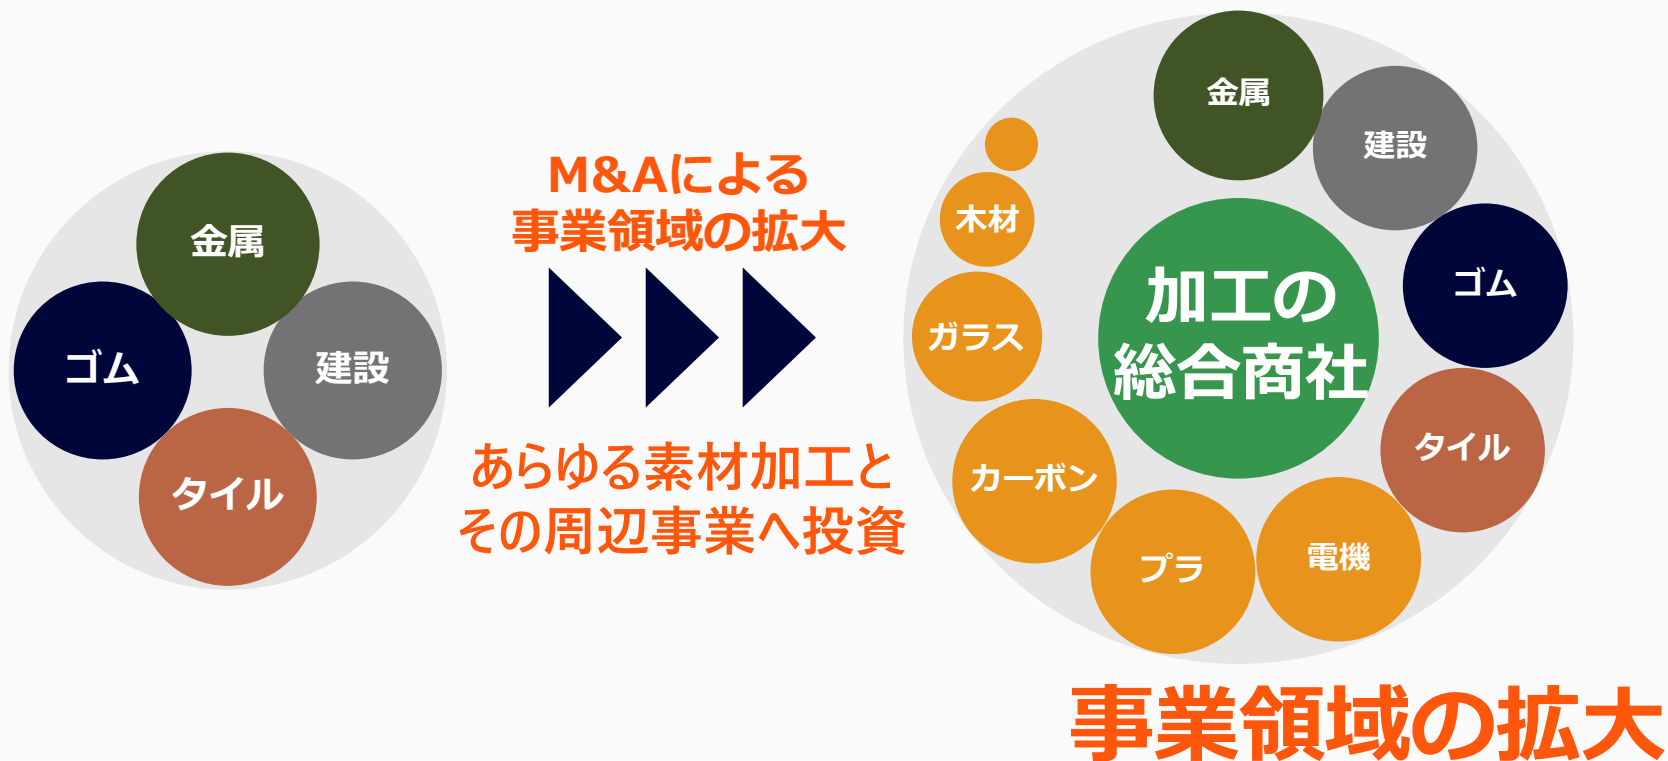 金属
ゴム
建設
タイル
M&Aによる
事業領域の拡大
あらゆる素材加工と
その周辺事業へ投資
金属
建設
ゴム
タイル
電機
プラ
カーボン
ガラス
木材
加工の
総合商社
事業領域の拡大